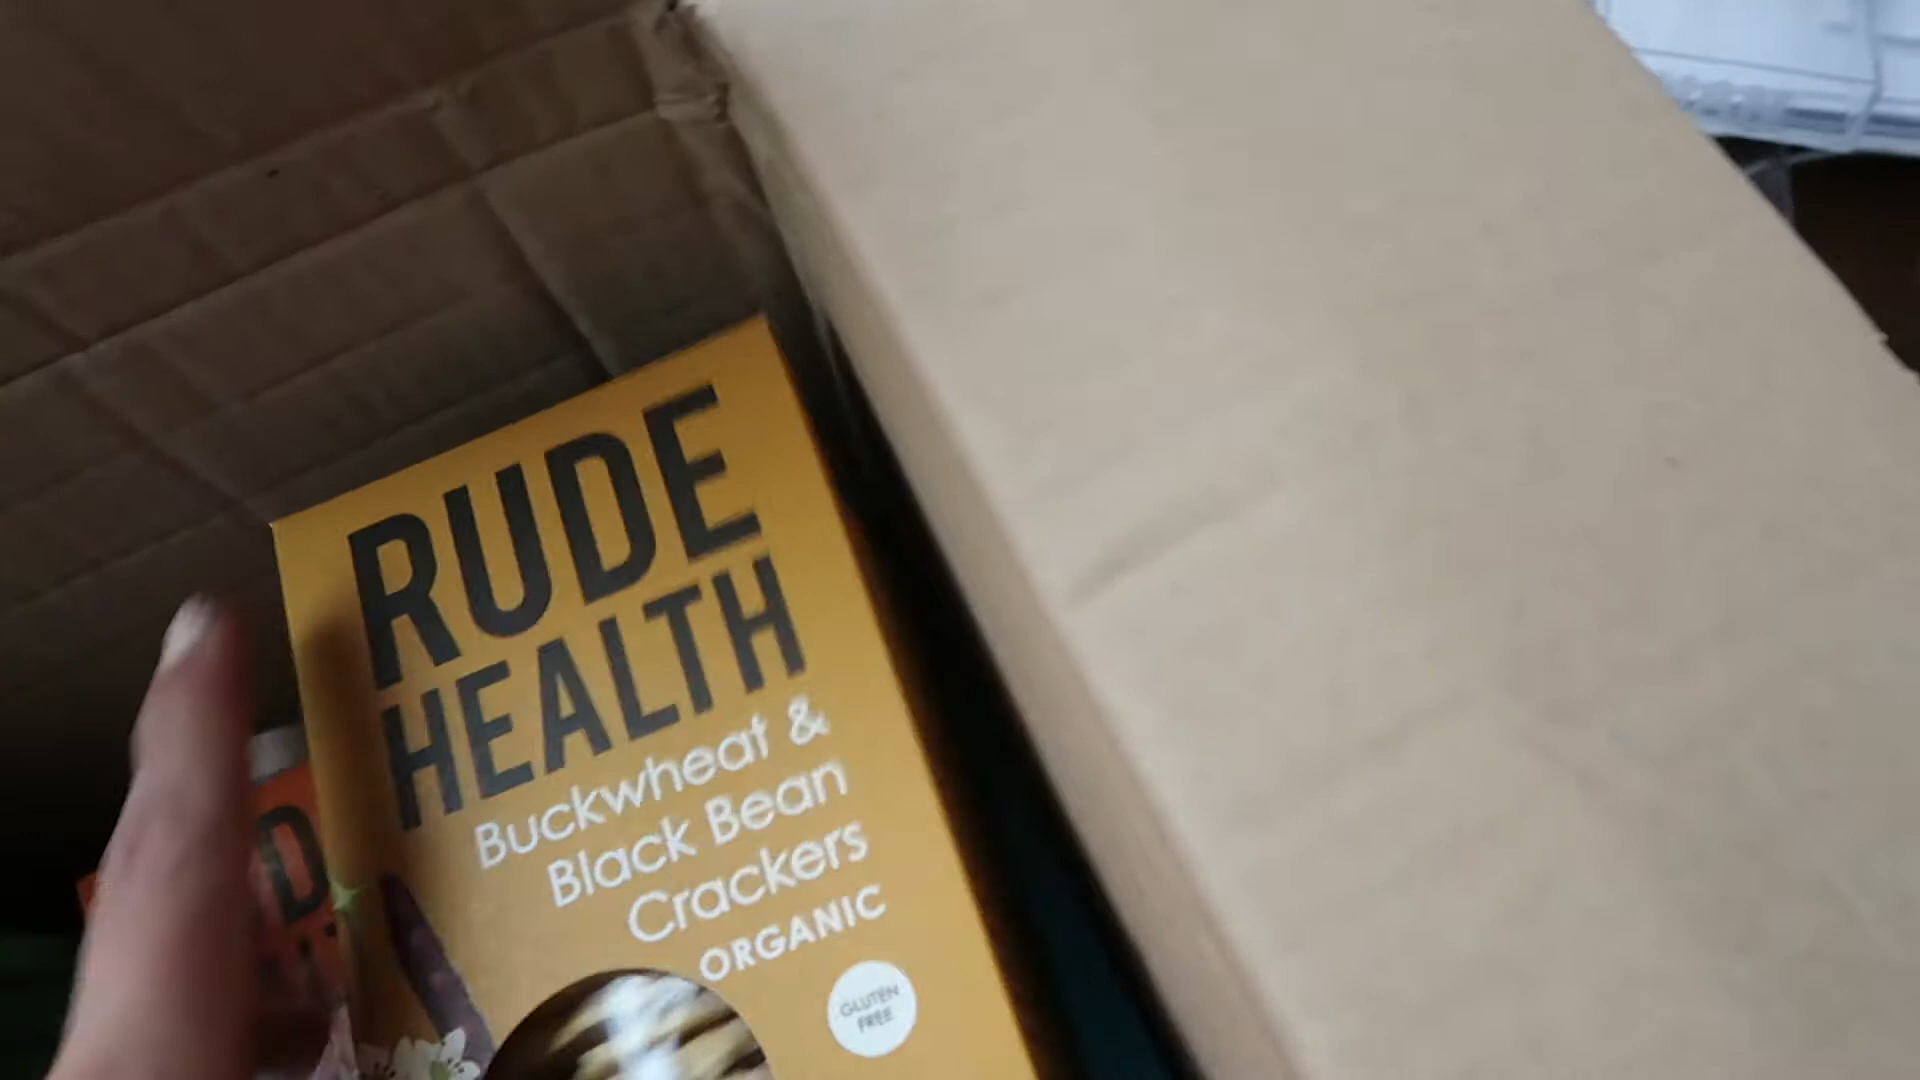 RUDE
HEALTH
Buckwheat &
Black Bean
Crackers
ORGANIC
GLUTEN
FREE
D